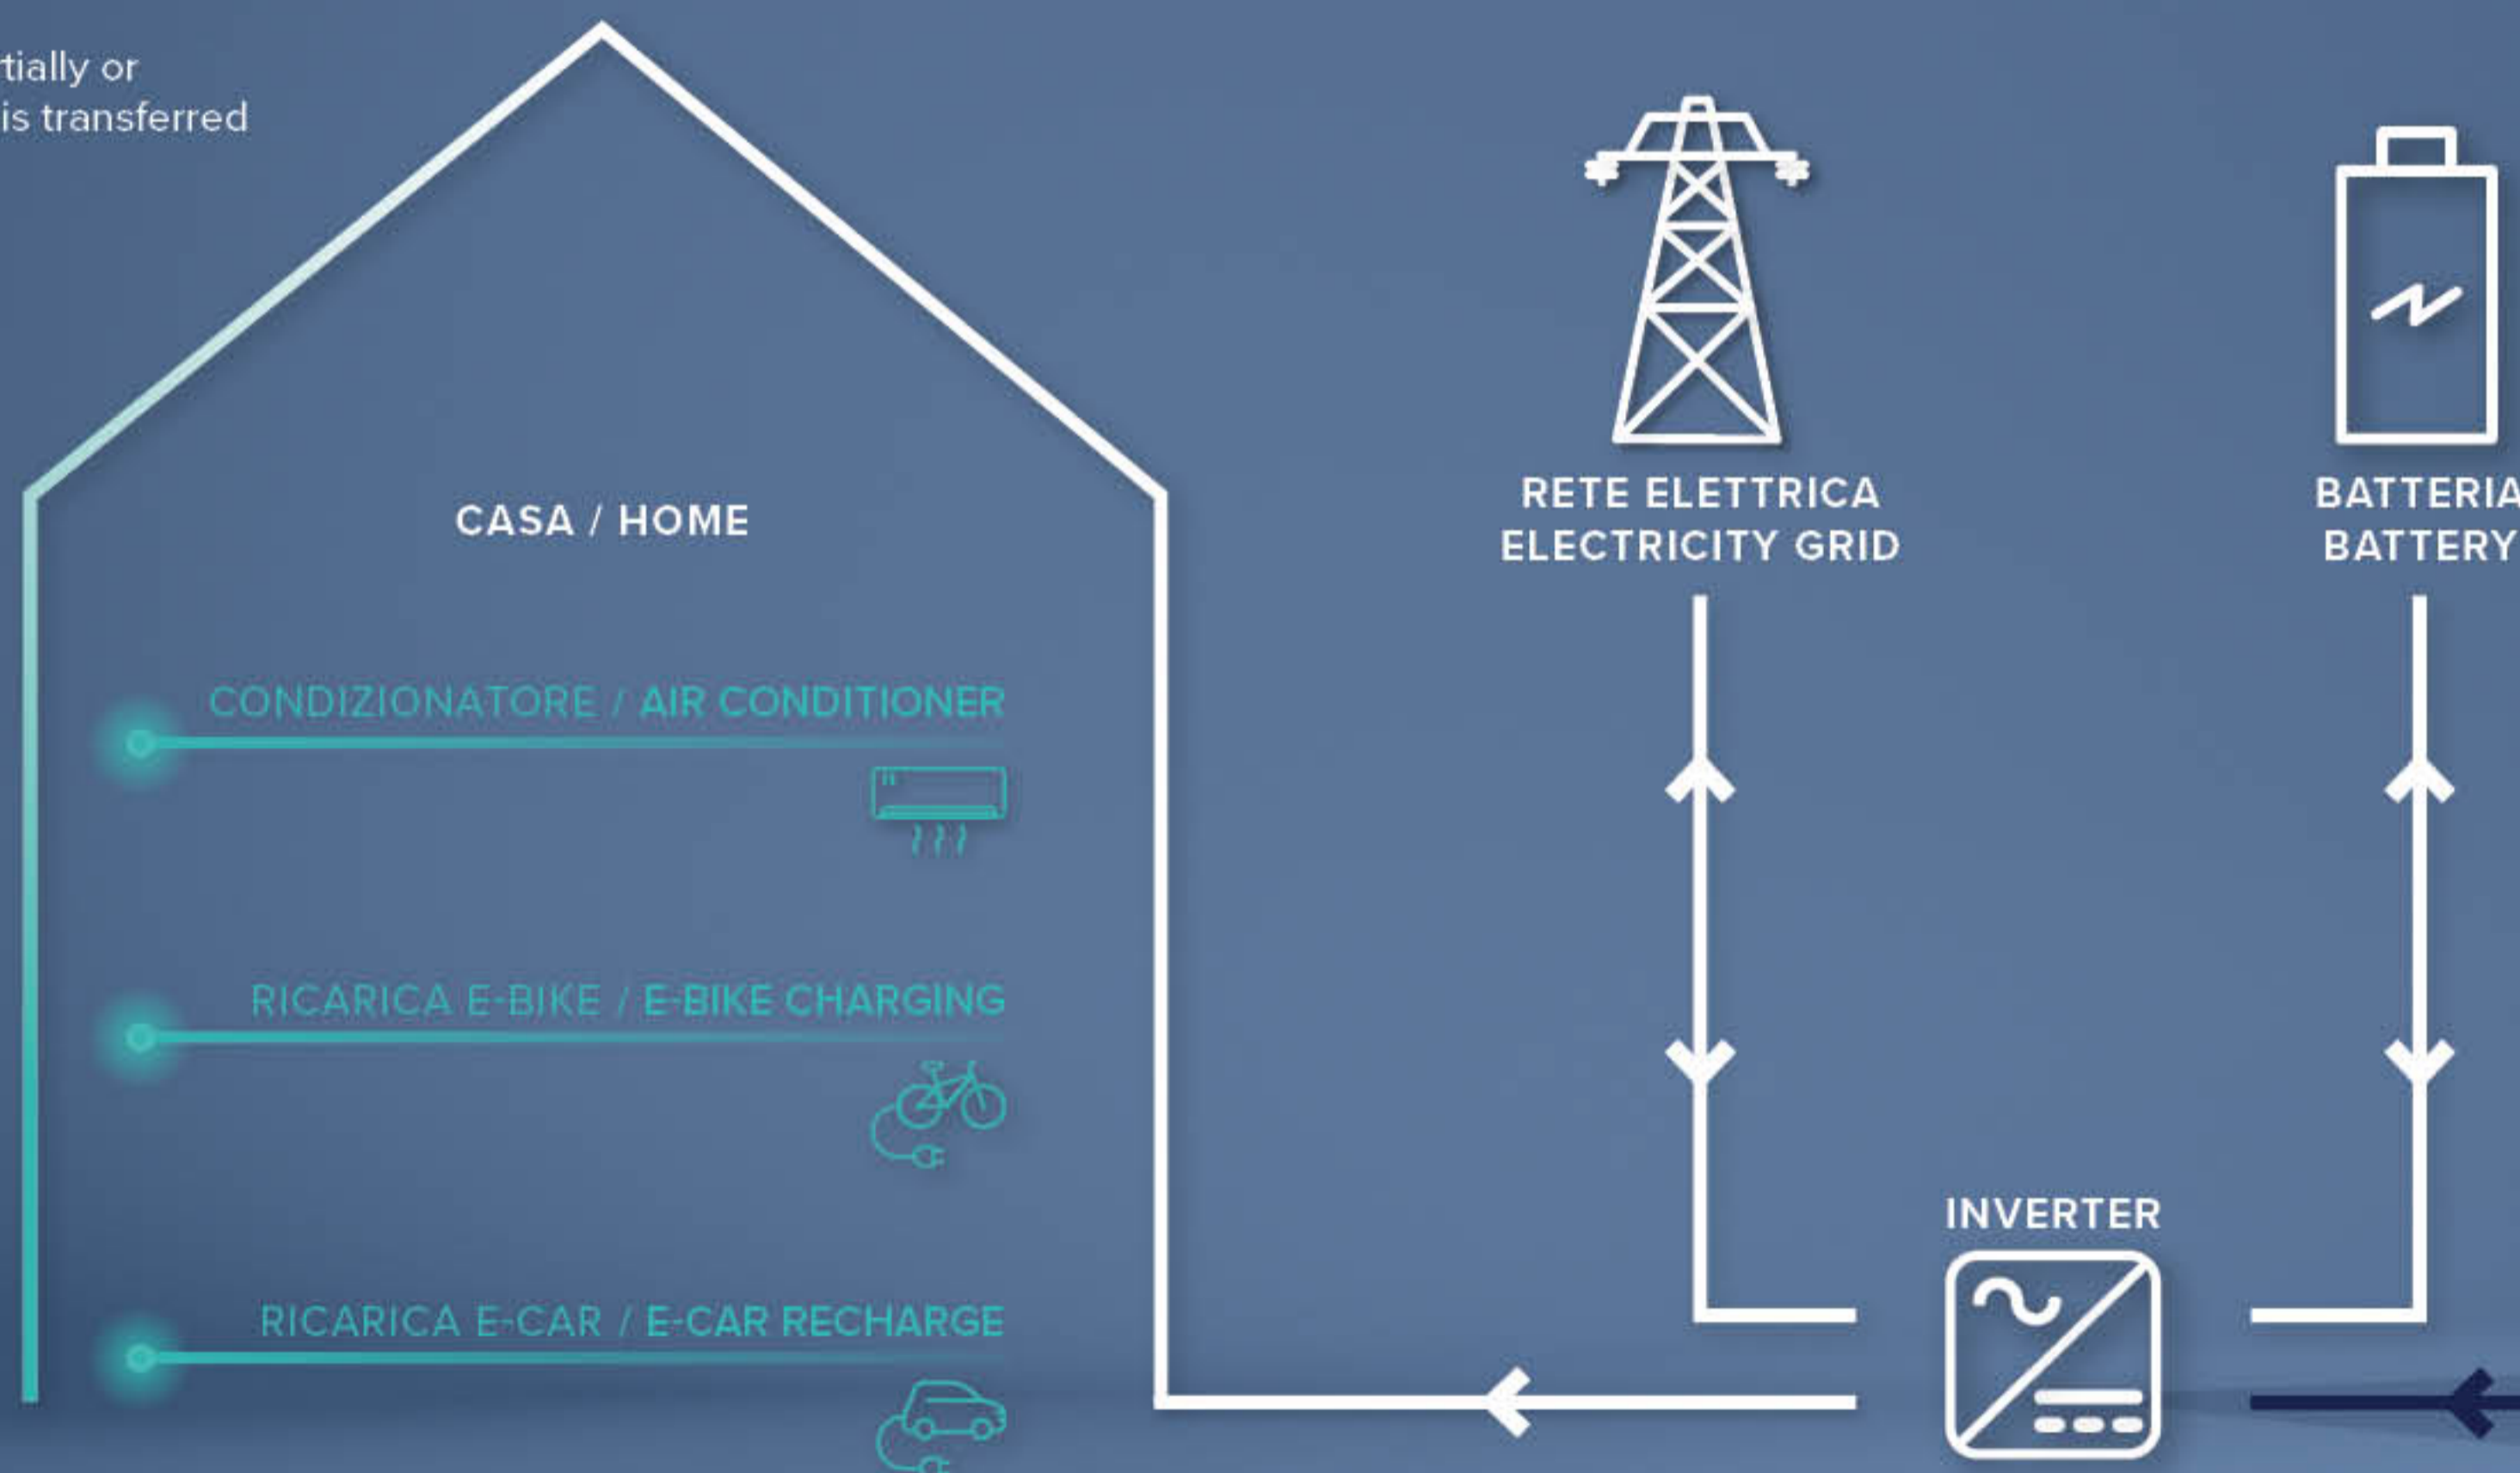 tially or
is transferred
CASA / HOME
RETE ELETTRICA
ELECTRICITY GRID
BATTERIA
BATTERY
CONDIZIONATORE / AIR CONDITIONER
RICARICA E-BIKE / E-BIKE CHARGING
INVERTER
RICARICA E-CAR / E-CAR RECHARGE